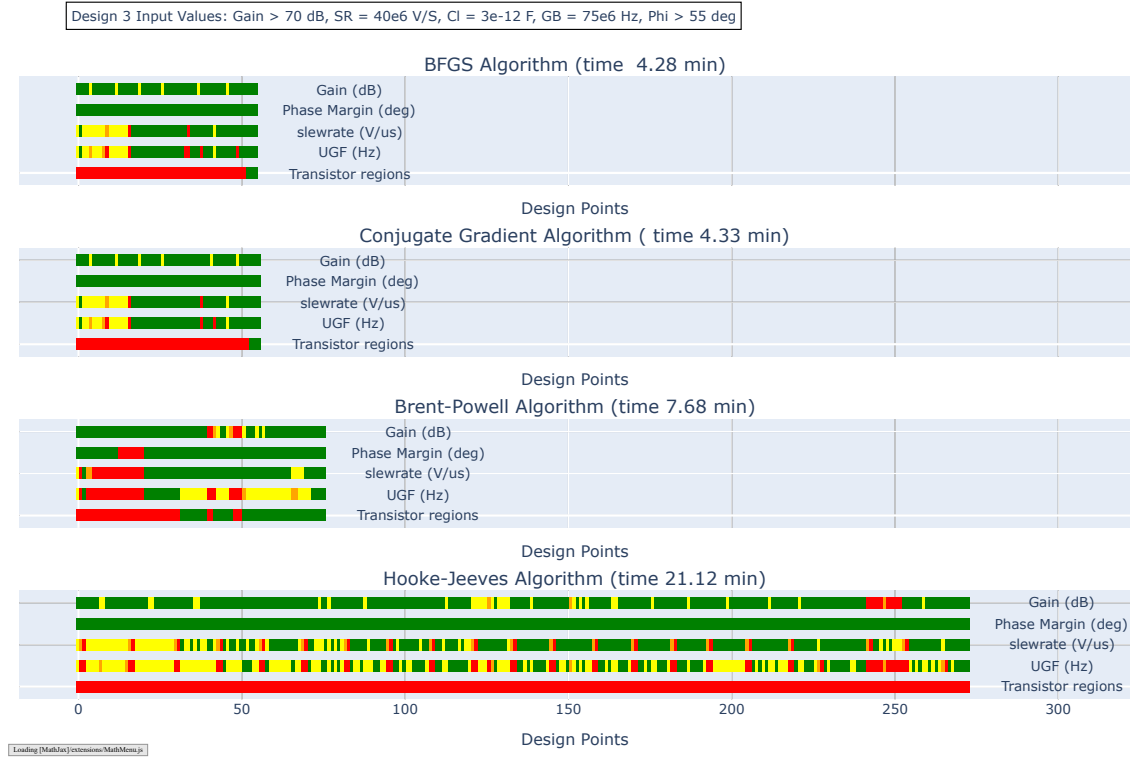 Design 3 Input Values: Gain > 70 dB, SR = 40e6 V/S, Cl = 3e-12 F, GB = 75e6 Hz, Phi > 55 deg
BFGS Algorithm (time  4.28 min)
Gain (dB)
Phase Margin (deg)
slewrate (V/us)
UGF (Hz)
Transistor regions
Design Points
Conjugate Gradient Algorithm ( time 4.33 min)
Gain (dB)
Phase Margin (deg)
slewrate (V/us)
UGF (Hz)
Transistor regions
Design Points
Brent-Powell Algorithm (time 7.68 min)
Gain (dB)
Phase Margin (deg)
slewrate (V/us)
UGF (Hz)
Transistor regions
Design Points
Hooke-Jeeves Algorithm (time 21.12 min)
Gain (dB)
Phase Margin (deg)
slewrate (V/us)
UGF (Hz)
Transistor regions
0 50 100 150 200 250 300
Design Points
Loading [MathJax]/extensions/MathMenu.js